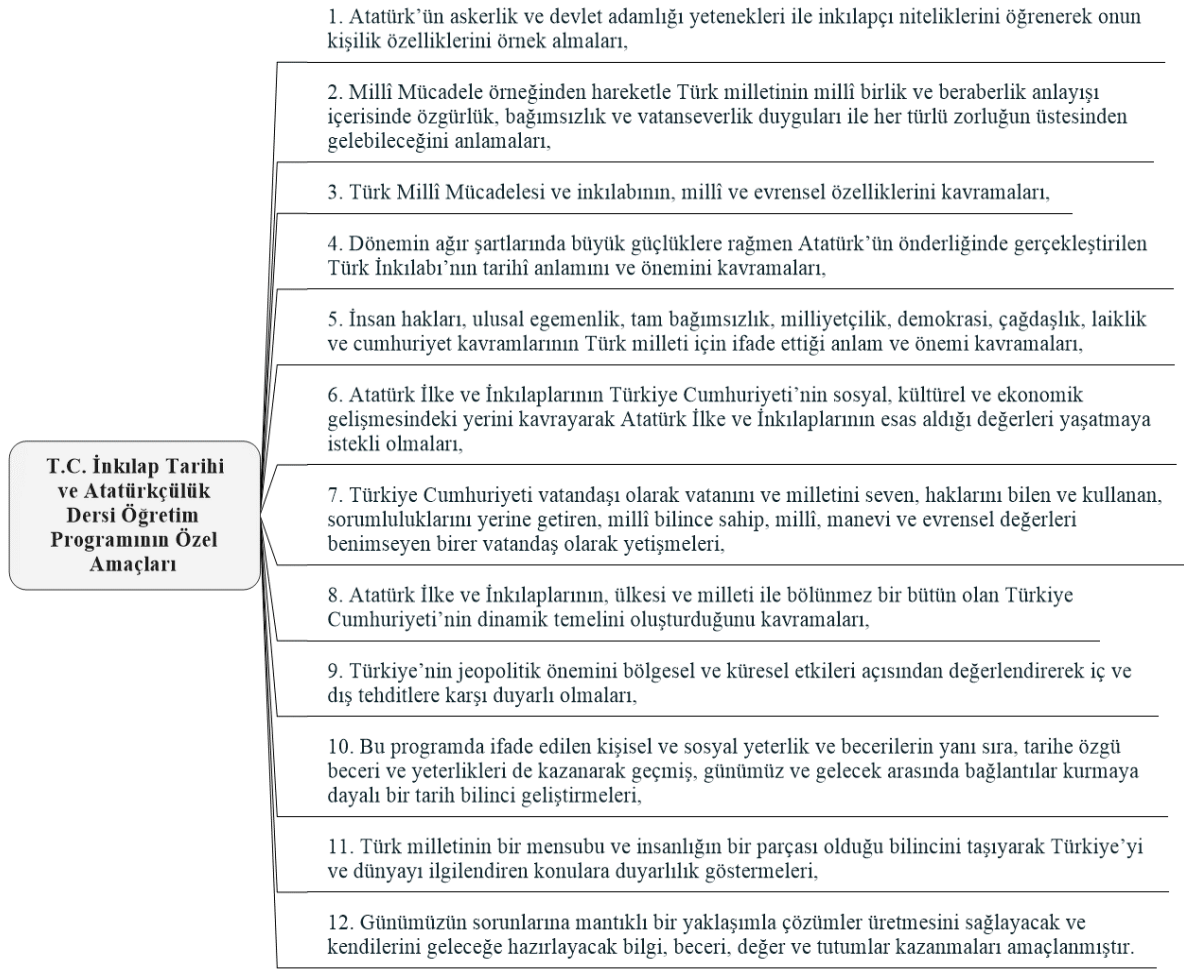 1. Atatürk’ün askerlik ve devlet adamlığı yetenekleri ile inkılapçı niteliklerini öğrenerek onun
kişilik özelliklerini örnek almaları,
2. Millî Mücadele örneğinden hareketle Türk milletinin millî birlik ve beraberlik anlayışı
içerisinde özgürlük, bağımsızlık ve vatanseverlik duyguları ile her türlü zorluğun üstesinden
gelebileceğini anlamaları,
3. Türk Millî Mücadelesi ve inkılabının, millî ve evrensel özelliklerini kavramaları,
4. Dönemin ağır şartlarında büyük güçlüklere rağmen Atatürk’ün önderliğinde gerçekleştirilen
Türk İnkılabı’nın tarihî anlamını ve önemini kavramaları,
5. İnsan hakları, ulusal egemenlik, tam bağımsızlık, milliyetçilik, demokrasi, çağdaşlık, laiklik
ve cumhuriyet kavramlarının Türk milleti için ifade ettiği anlam ve önemi kavramaları,
6. Atatürk İlke ve İnkılaplarının Türkiye Cumhuriyeti’nin sosyal, kültürel ve ekonomik
gelişmesindeki yerini kavrayarak Atatürk İlke ve İnkılaplarının esas aldığı değerleri yaşatmaya
istekli olmaları,
T.C. İnkılap Tarihi
ve Atatürkçülük
Dersi Öğretim
Programının Özel
Amaçları
7. Türkiye Cumhuriyeti vatandaşı olarak vatanını ve milletini seven, haklarını bilen ve kullanan,
sorumluluklarını yerine getiren, millî bilince sahip, millî, manevi ve evrensel değerleri
benimseyen birer vatandaş olarak yetişmeleri,
8. Atatürk İlke ve İnkılaplarının, ülkesi ve milleti ile bölünmez bir bütün olan Türkiye
Cumhuriyeti’nin dinamik temelini oluşturduğunu kavramaları,
9. Türkiye’nin jeopolitik önemini bölgesel ve küresel etkileri açısından değerlendirerek iç ve
dış tehditlere karşı duyarlı olmaları,
10. Bu programda ifade edilen kişisel ve sosyal yeterlik ve becerilerin yanı sıra, tarihe özgü
beceri ve yeterlikleri de kazanarak geçmiş, günümüz ve gelecek arasında bağlantılar kurmaya
dayalı bir tarih bilinci geliştirmeleri,
11. Türk milletinin bir mensubu ve insanlığın bir parçası olduğu bilincini taşıyarak Türkiye’yi
ve dünyayı ilgilendiren konulara duyarlılık göstermeleri,
12. Günümüzün sorunlarına mantıklı bir yaklaşımla çözümler üretmesini sağlayacak ve
kendilerini geleceğe hazırlayacak bilgi, beceri, değer ve tutumlar kazanmaları amaçlanmıştır.